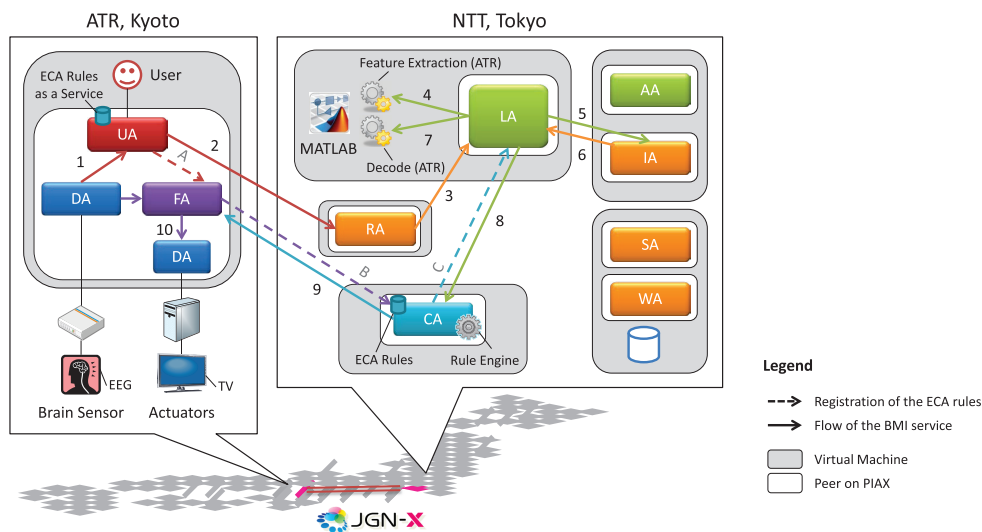 ATR, Kyoto
NTT, Tokyo
ECA Rules
as a Service
User
UA
1
A
2
DA
FA
10
DA
EEG
TV
Brain Sensor
Actuators
Feature Extraction (ATR)
MATLAB
Decode (ATR)
4
7
LA
5
6
AA
IA
3
RA
8
C
B
9
CA
ECA Rules
Rule Engine
SA
WA
Legend
Registration of the ECA rules
Flow of the BMI service
Virtual Machine
Peer on PIAX
JGN-X